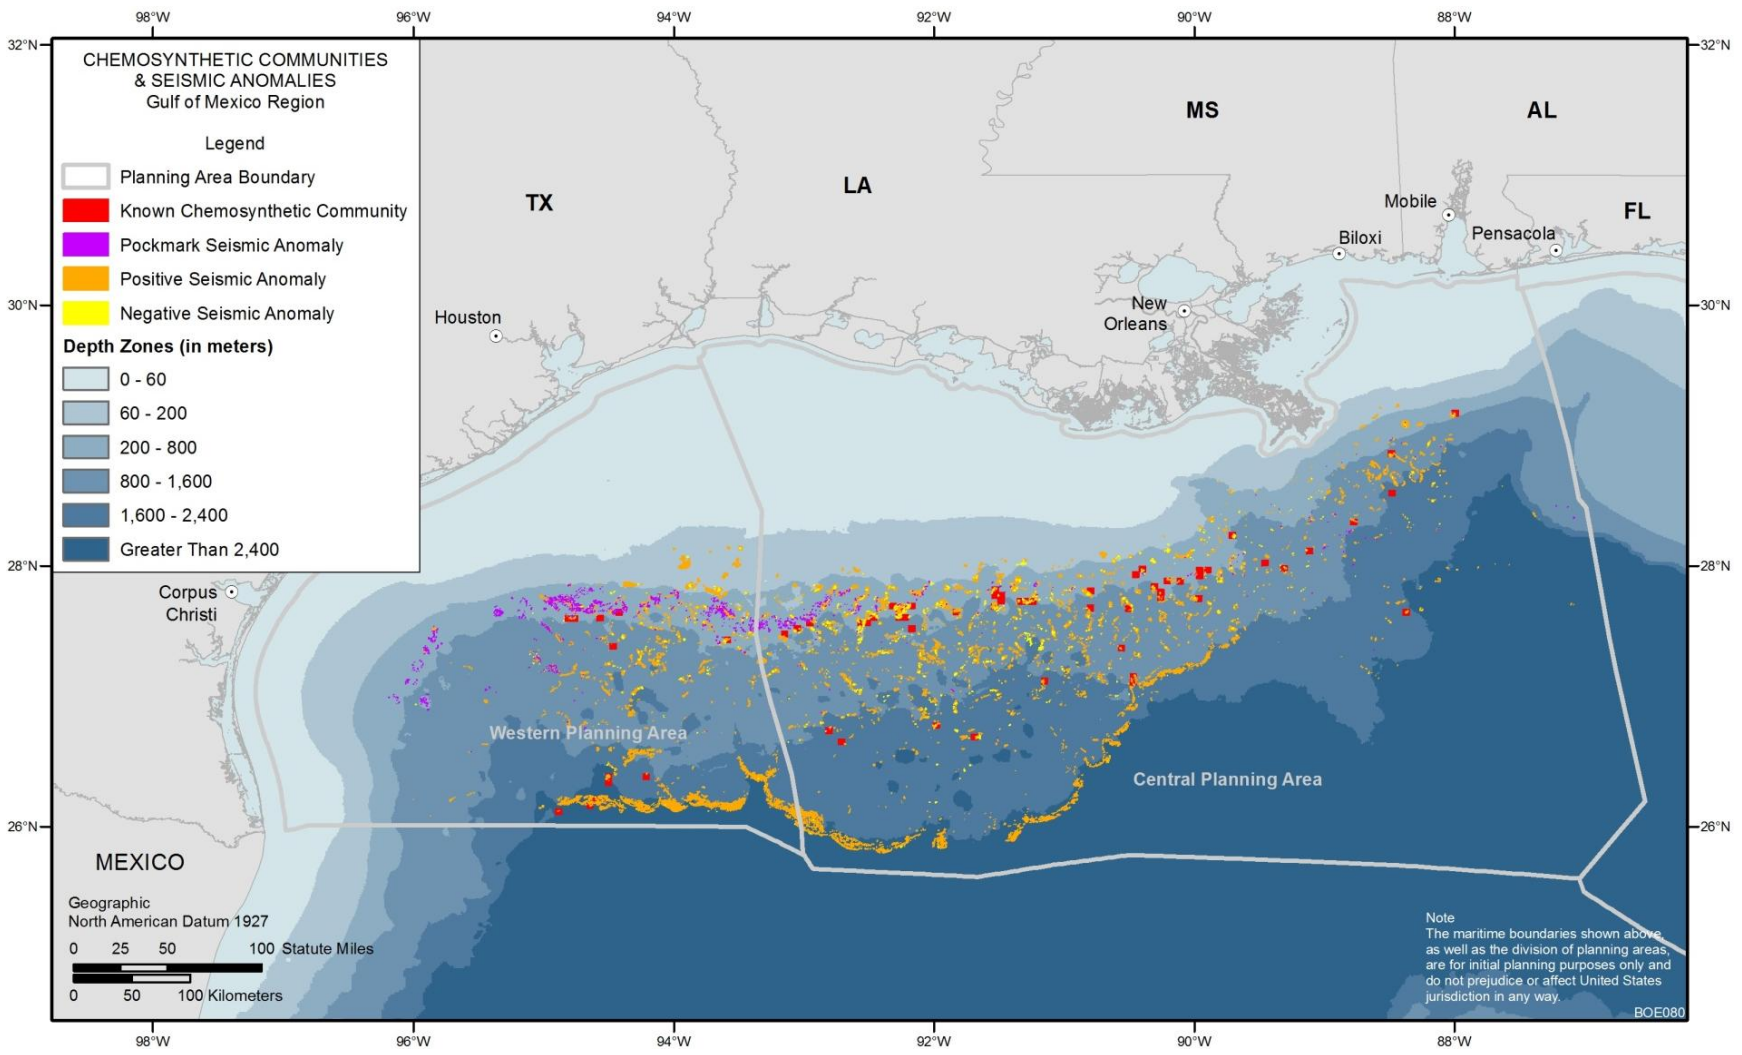 98°W 96°W 94°W 92°W 90°W 88°W
32°N 32°N
CHEMOSYNTHETIC COMMUNITIES
& SEISMIC ANOMALIES
Gulf of Mexico Region
Legend
Planning Area Boundary
Known Chemosynthetic Community
Pockmark Seismic Anomaly
Positive Seismic Anomaly
Negative Seismic Anomaly
Depth Zones (in meters)
0 - 60
60 - 200
200 - 800
800 - 1,600
1,600 - 2,400
Greater Than 2,400
MS
AL
TX
LA
FL
Mobile
Biloxi
Pensacola
30°N 30°N
Houston
New
Orleans
28°N 28°N
Corpus
Christi
Western Planning Area
Central Planning Area
26°N 26°N
MEXICO
Geographic
North American Datum 1927
0 25 50 100 Statute Miles
0 50 100 Kilometers
Note
The maritime boundaries shown above,
as well as the division of planning areas,
are for initial planning purposes only and
do not prejudice or affect United States
jurisdiction in any way.
BOE080
98°W 96°W 94°W 92°W 90°W 88°W